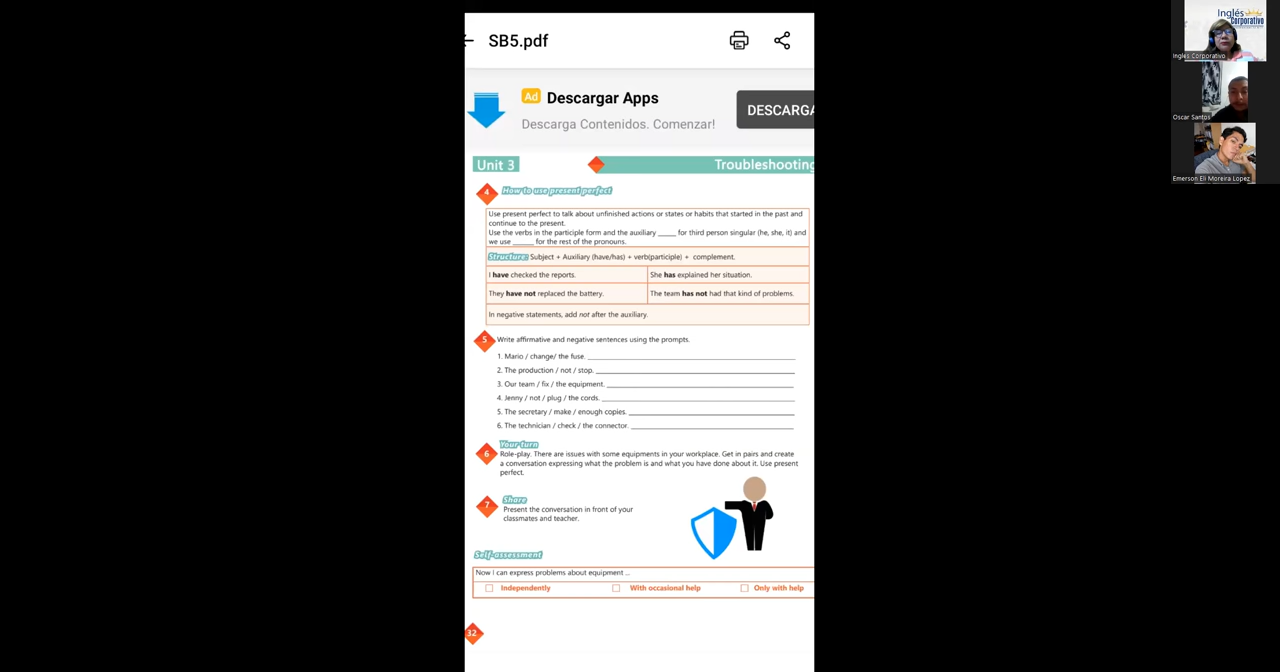 SB5.pdf
Ad Descargar Apps
DESCARGA
Descarga Contenidos. Comenzar!
Unit 3
Troubleshooting
4
How to use present perfect
Use present perfect to talk about unfinished actions or states or habits that started in the past and
continue to the present.
Use the verbs in the participle form and the auxiliary _____ for third person singular (he, she, it) and
we use ______ for the rest of the pronouns.
Structure: Subject + Auxiliary (have/has) + verb(participle) + complement.
I have checked the reports.
She has explained her situation.
They have not replaced the battery.
The team has not had that kind of problems.
In negative statements, add not after the auxiliary.
5
Write affirmative and negative sentences using the prompts.
1. Mario / change/ the fuse. ____________________
2. The production / not / stop. ____________________
3. Our team / fix / the equipment. ____________________
4. Jenny / not / plug / the cords. ____________________
5. The secretary / make / enough copies. ____________________
6. The technician / check / the connector. ____________________
6
Your turn
Role-play. There are issues with some equipments in your workplace. Get in pairs and create
a conversation expressing what the problem is and what you have done about it. Use present
perfect.
7
Share
Present the conversation in front of your
classmates and teacher.
Self-assessment
Now I can express problems about equipment ...
Independently
With occasional help
Only with help
32
Inglés
Corporativo
Inglés Corporativo
Oscar Santos
Emerson Eli Moreira Lopez